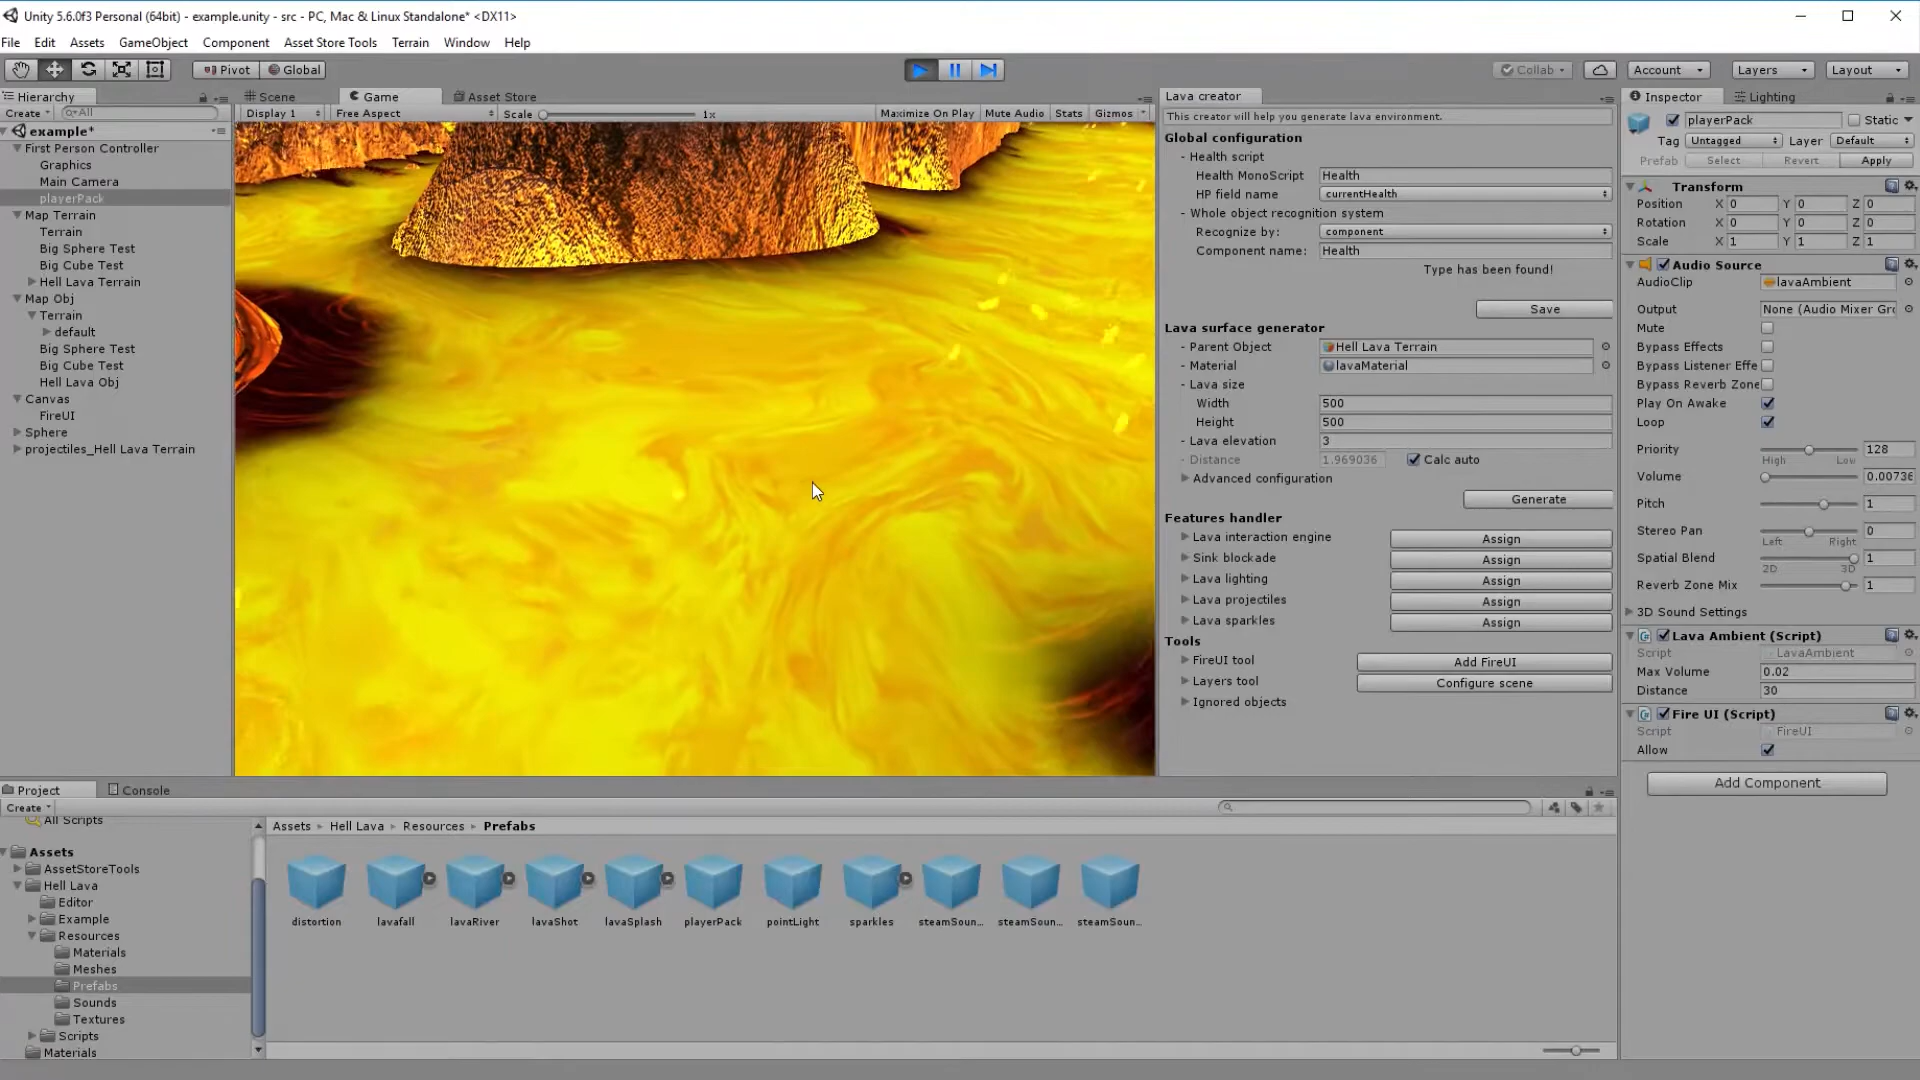 Unity 5.6.0f3 Personal (64bit) - example.unity - src - PC, Mac & Linux Standalone* <DX11>
File Edit Assets GameObject Component Asset Store Tools Terrain Window Help
Pivot Global Collab Account Layers Layout
Hierarchy
Create All
example*
First Person Controller
Graphics
Main Camera
playerPack
Map Terrain
Terrain
Big Sphere Test
Big Cube Test
Hell Lava Terrain
Map Obj
Terrain
default
Big Sphere Test
Big Cube Test
Hell Lava Obj
Canvas
FireUI
Sphere
projectiles_Hell Lava Terrain
Scene Game Asset Store
Display 1 Free Aspect Scale 1x Maximize On Play Mute Audio Stats Gizmos
Lava creator
This creator will help you generate lava environment.
Global configuration
- Health script
Health MonoScript Health
HP field name currentHealth
- Whole object recognition system
Recognize by: component
Component name: Health
Type has been found!
Save
Lava surface generator
- Parent Object Hell Lava Terrain
- Material lavaMaterial
- Lava size
Width 500
Height 500
- Lava elevation 3
- Distance 1.969036 Calc auto
Advanced configuration
Generate
Features handler
Lava interaction engine Assign
Sink blockade Assign
Lava lighting Assign
Lava projectiles Assign
Lava sparkles Assign
Tools
FireUI tool Add FireUI
Layers tool Configure scene
Ignored objects
Inspector Lighting
playerPack Static
Tag Untagged Layer Default
Prefab Select Revert Apply
Transform
Position X 0 Y 0 Z 0
Rotation X 0 Y 0 Z 0
Scale X 1 Y 1 Z 1
Audio Source
AudioClip lavaAmbient
Output None (Audio Mixer Gro
Mute
Bypass Effects
Bypass Listener Effe
Bypass Reverb Zone
Play On Awake
Loop
Priority 128
High Low
Volume 0.00736
Pitch 1
Stereo Pan 0
Left Right
Spatial Blend 1
2D 3D
Reverb Zone Mix 1
3D Sound Settings
Lava Ambient (Script)
Script LavaAmbient
Max Volume 0.02
Distance 30
Fire UI (Script)
Script FireUI
Allow
Add Component
Project Console
Create
All Scripts
Assets
AssetStoreTools
Hell Lava
Editor
Example
Resources
Materials
Meshes
Prefabs
Sounds
Textures
Scripts
Materials
Assets Hell Lava Resources Prefabs
distortion lavafall lavaRiver lavaShot lavaSplash playerPack pointLight sparkles steamSoun... steamSoun... steamSoun...